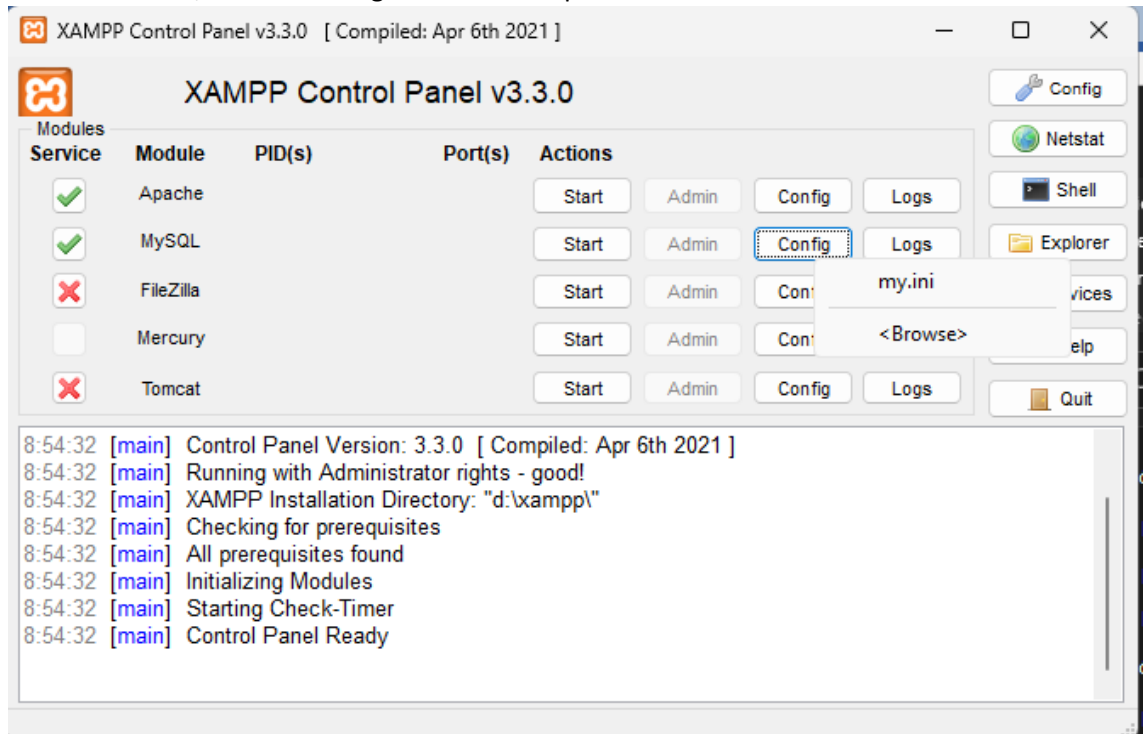 XAMPP Control Panel v3.3.0 [ Compiled: Apr 6th 2021 ]
XAMPP Control Panel v3.3.0
Config
Modules
Service Module PID(s) Port(s) Actions
Netstat
Apache Start Admin Config Logs
Shell
MySQL Start Admin Config Logs
Explorer
my.ini
FileZilla Start Admin
<Browse>
Mercury Start Admin
Tomcat Start Admin Config Logs
Quit
8:54:32 [main] Control Panel Version: 3.3.0 [ Compiled: Apr 6th 2021 ]
8:54:32 [main] Running with Administrator rights - good!
8:54:32 [main] XAMPP Installation Directory: "d:\xampp\"
8:54:32 [main] Checking for prerequisites
8:54:32 [main] All prerequisites found
8:54:32 [main] Initializing Modules
8:54:32 [main] Starting Check-Timer
8:54:32 [main] Control Panel Ready